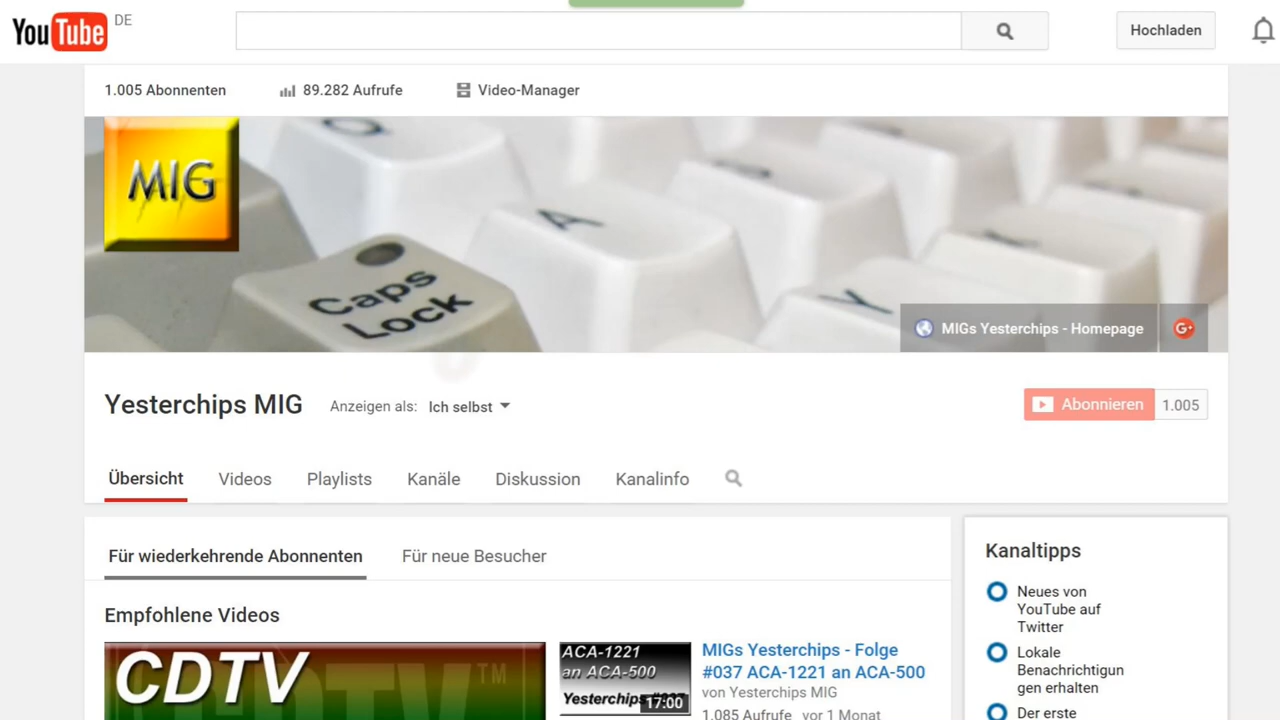 YouTube DE
Hochladen
1.005 Abonnenten 89.282 Aufrufe Video-Manager
MIG
Q
A
Caps
Lock
Y
X
MIGs Yesterchips - Homepage G+
Yesterchips MIG Anzeigen als: Ich selbst
Abonnieren 1.005
Übersicht Videos Playlists Kanäle Diskussion Kanalinfo
Für wiederkehrende Abonnenten Für neue Besucher
Empfohlene Videos
CDTV
CDTV™
ACA-1221
an ACA-500
Yesterchips #037
17:00
MIGs Yesterchips - Folge
#037 ACA-1221 an ACA-500
von Yesterchips MIG
1.085 Aufrufe vor 1 Monat
Kanaltipps
Neues von
YouTube auf
Twitter
Lokale
Benachrichtigun
gen erhalten
Der erste